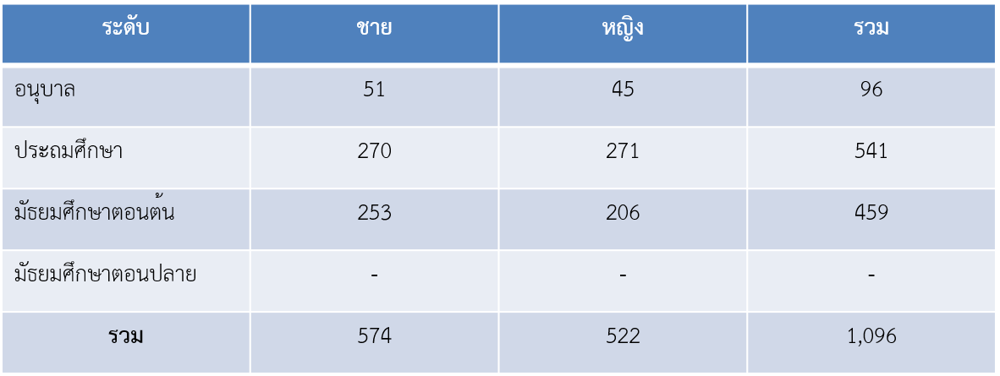 ระดับ ชาย หญิง รวม
อนุบาล 51 45 96
ประถมศึกษา 270 271 541
มัธยมศึกษาตอนต้น 253 206 459
มัธยมศึกษาตอนปลาย - - -
รวม 574 522 1,096